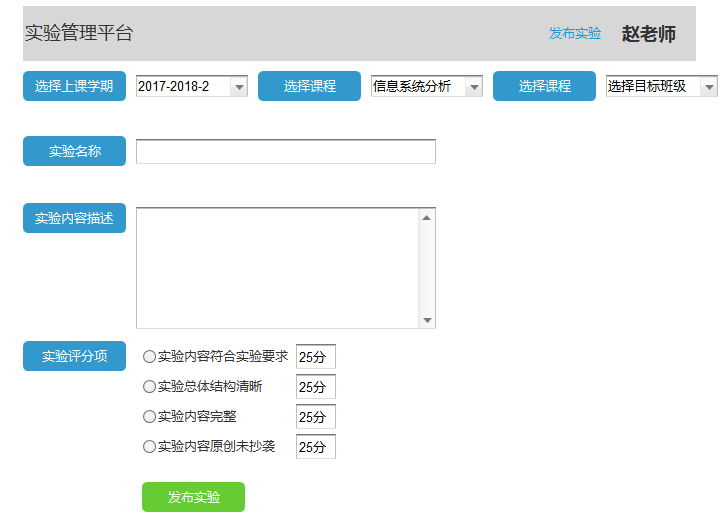 实验管理平台 发布实验 赵老师
选择上课学期 2017-2018-2 选择课程 信息系统分析 选择课程 选择目标班级
实验名称
实验内容描述
实验评分项 实验内容符合实验要求 25分
实验总体结构清晰 25分
实验内容完整 25分
实验内容原创未抄袭 25分
发布实验